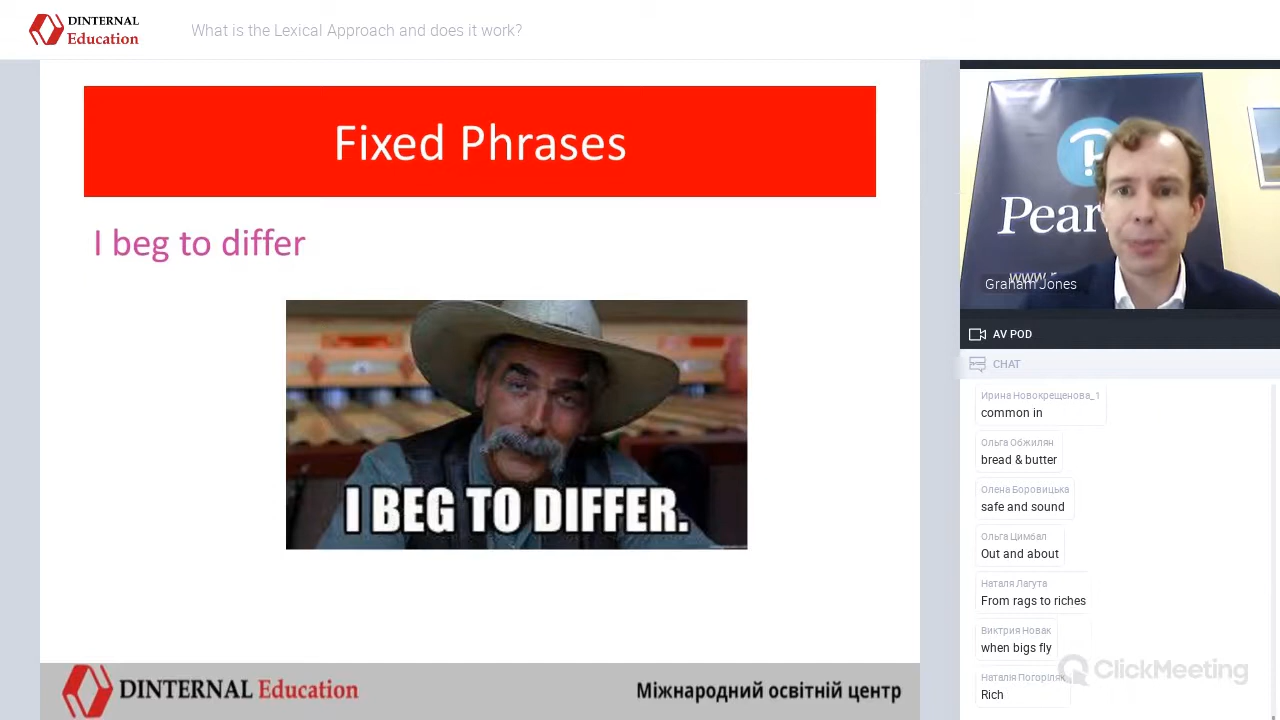 DINTERNAL
Education
What is the Lexical Approach and does it work?
Fixed Phrases
I beg to differ
I BEG TO DIFFER.
DINTERNAL Education
Міжнародний освітній центр
Pear
www.
Graham Jones
AV POD
CHAT
Ирина Новокрещенова_1
common in
Ольга Обжилян
bread & butter
Олена Боровицька
safe and sound
Ольга Цимбал
Out and about
Наталя Лагута
From rags to riches
Виктрия Новак
when bigs fly
Наталія Погоріляк
Rich
ClickMeeting